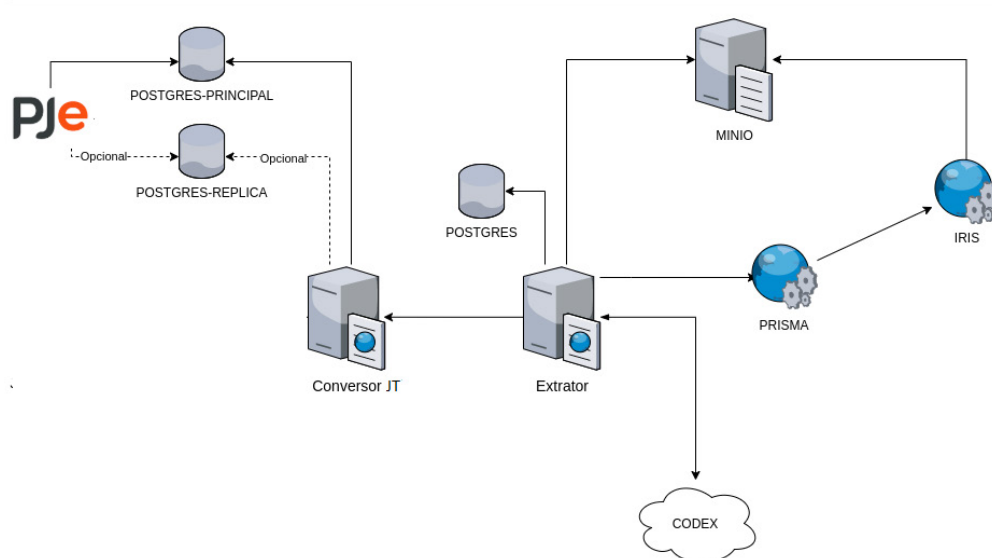 POSTGRES-PRINCIPAL
PJe
Opcional
Opcional
POSTGRES-REPLICA
MINIO
POSTGRES
IRIS
PRISMA
Conversor JT
Extrator
CODEX